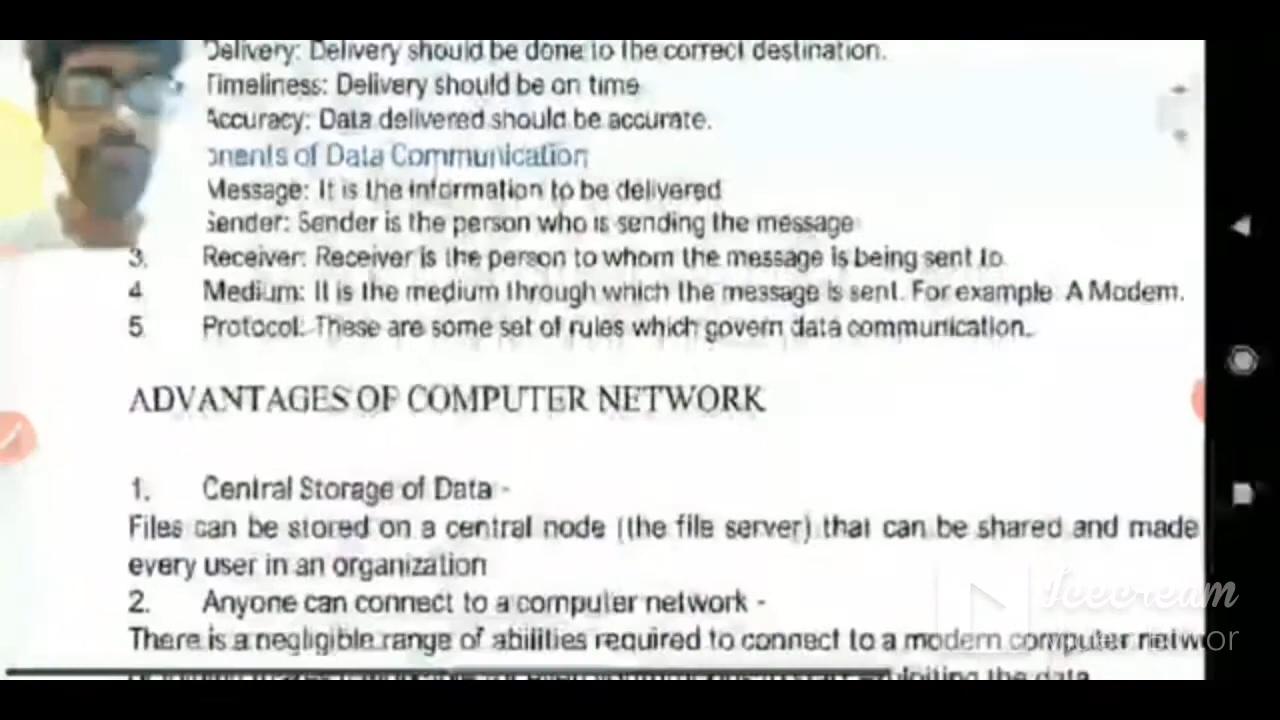 Delivery: Delivery should be done to the correct destination.
Timeliness: Delivery should be on time
Accuracy: Data delivered should be accurate.
onents of Data Communication
Message: It is the information to be delivered
Sender: Sender is the person who is sending the message
3. Receiver: Receiver is the person to whom the message is being sent to.
4. Medium: It is the medium through which the message is sent. For example: A Modem.
5. Protocol: These are some set of rules which govern data communication.
ADVANTAGES OF COMPUTER NETWORK
1. Central Storage of Data -
Files can be stored on a central node (the file server) that can be shared and made
every user in an organization
2. Anyone can connect to a computer network -
There is a negligible range of abilities required to connect to a modern computer netwo
the data
Icecream